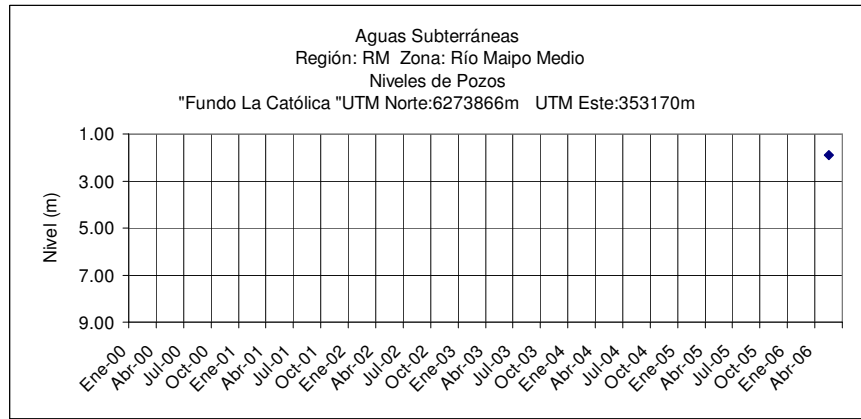 Aguas Subterráneas
Región: RM Zona: Río Maipo Medio
Niveles de Pozos
"Fundo La Católica "UTM Norte:6273866m UTM Este:353170m
Nivel (m)
1.00
3.00
5.00
7.00
9.00
Ene-00
Abr-00
Jul-00
Oct-00
Ene-01
Abr-01
Jul-01
Oct-01
Ene-02
Abr-02
Jul-02
Oct-02
Ene-03
Abr-03
Jul-03
Oct-03
Ene-04
Abr-04
Jul-04
Oct-04
Ene-05
Abr-05
Jul-05
Oct-05
Ene-06
Abr-06